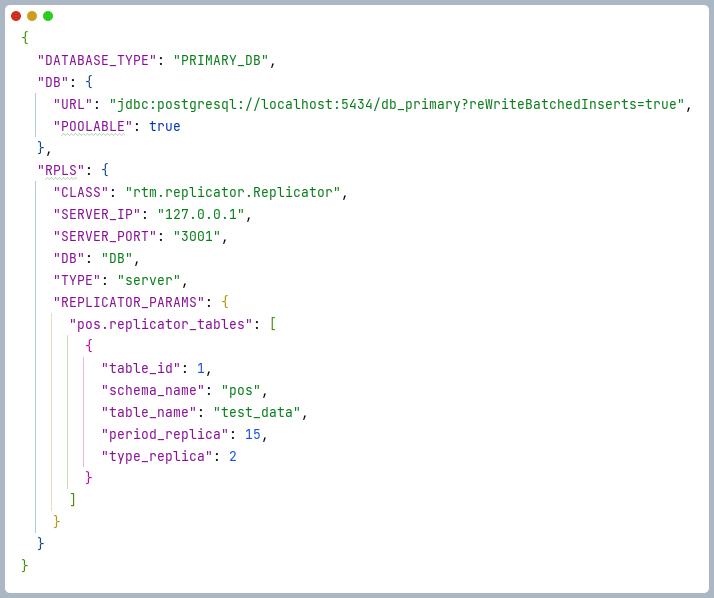 {
  "DATABASE_TYPE": "PRIMARY_DB",
  "DB": {
    "URL": "jdbc:postgresql://localhost:5434/db_primary?reWriteBatchedInserts=true",
    "POOLABLE": true
  },
  "RPLS": {
    "CLASS": "rtm.replicator.Replicator",
    "SERVER_IP": "127.0.0.1",
    "SERVER_PORT": "3001",
    "DB": "DB",
    "TYPE": "server",
    "REPLICATOR_PARAMS": {
      "pos.replicator_tables": [
        {
          "table_id": 1,
          "schema_name": "pos",
          "table_name": "test_data",
          "period_replica": 15,
          "type_replica": 2
        }
      ]
    }
  }
}